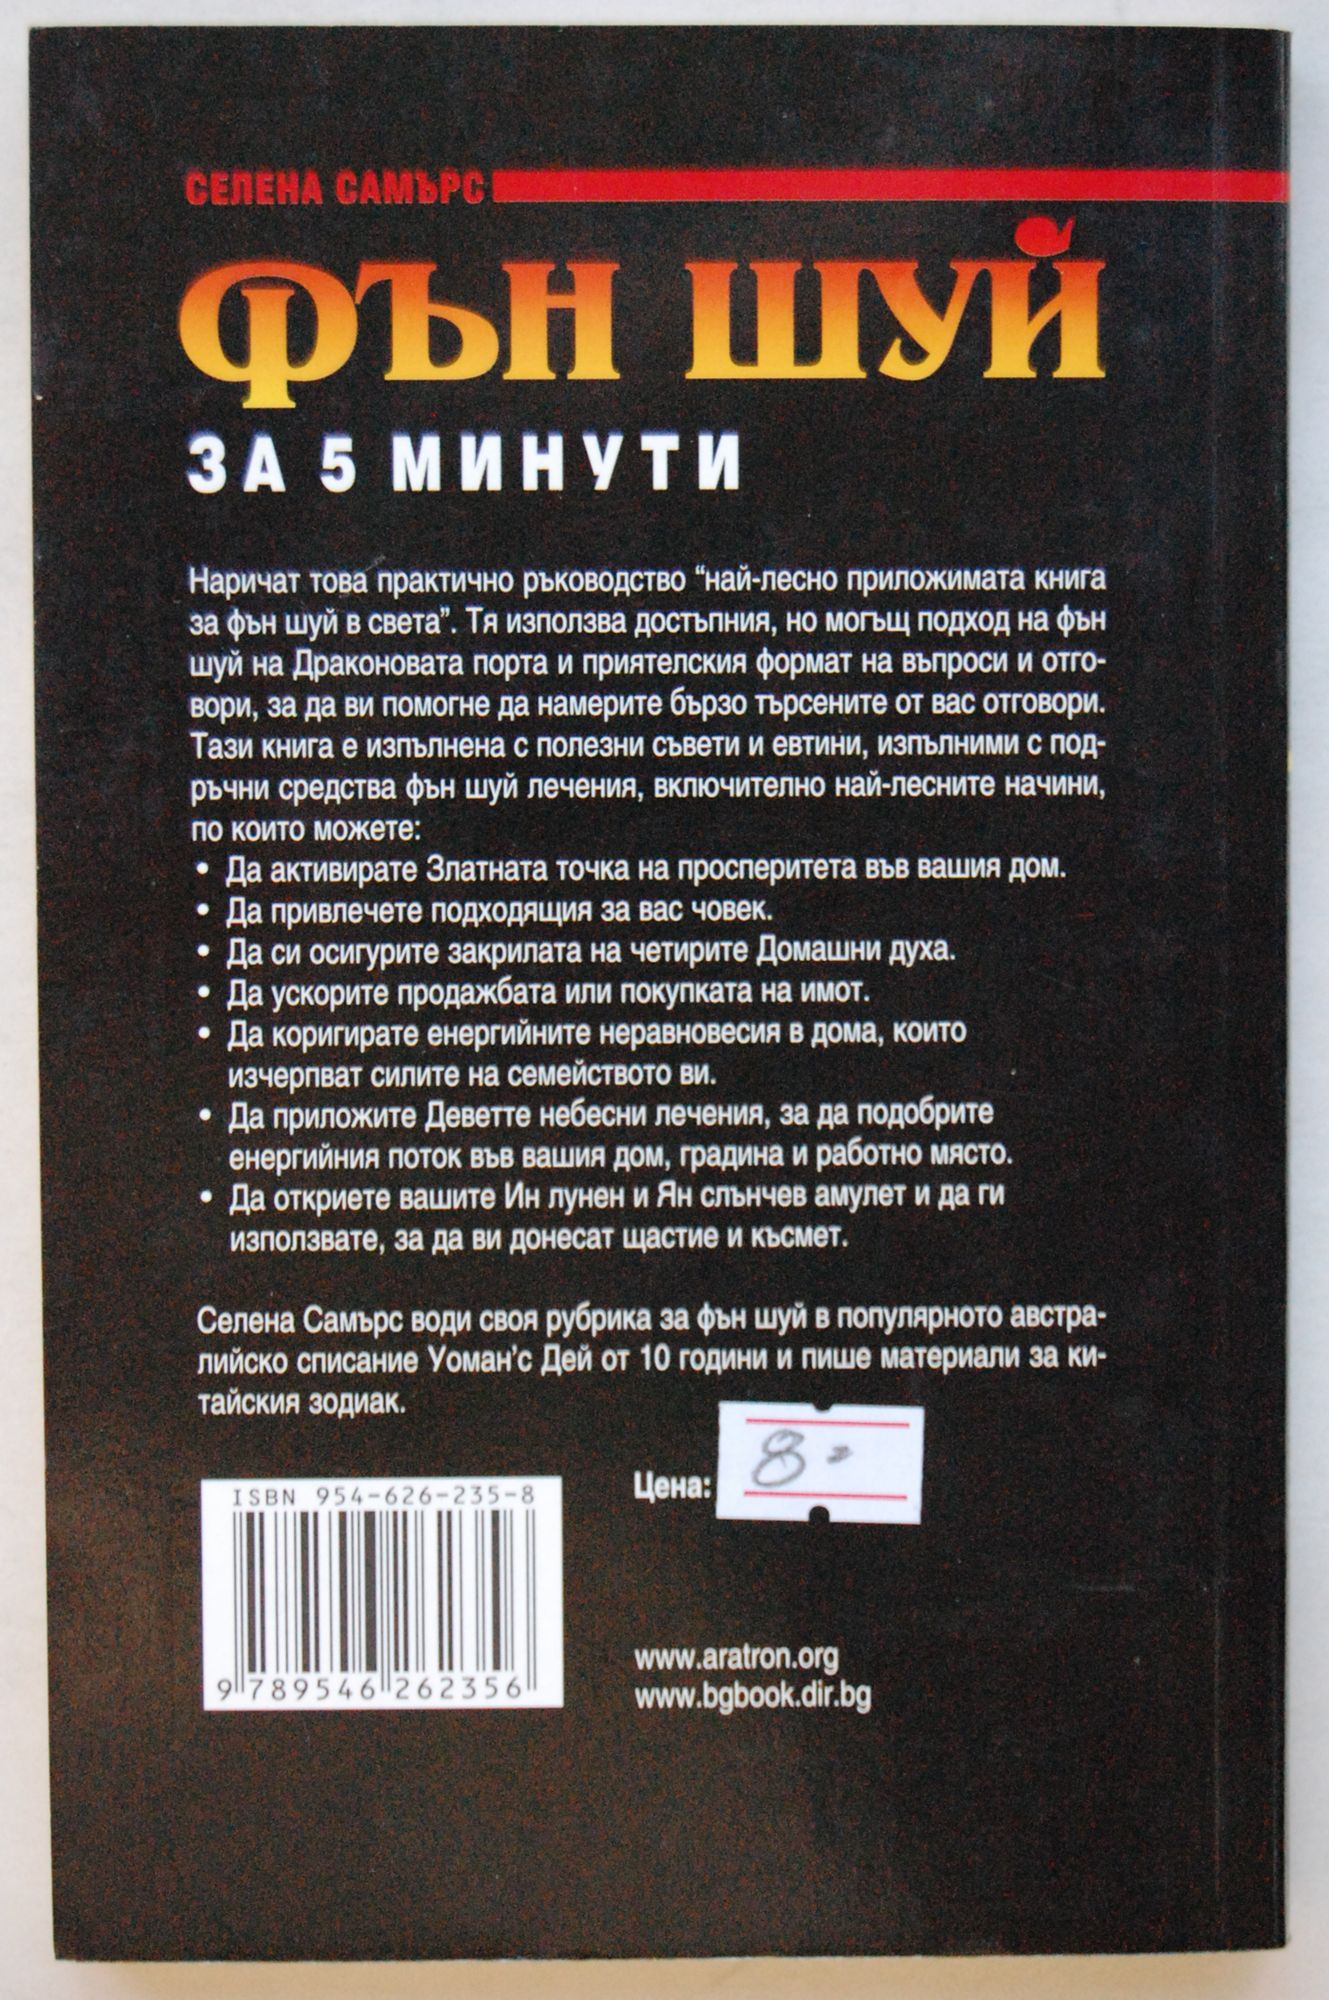 СЕЛЕНА САМЪРС
ФЪН ШУЙ
ЗА 5 МИНУТИ
Наричат това практично ръководство “най-лесно приложимата книга
за фън шуй в света”. Тя използва достъпния, но могъщ подход на фън
шуй на Драконовата порта и приятелския формат на въпроси и отго-
вори, за да ви помогне да намерите бързо търсените от вас отговори.
Тази книга е изпълнена с полезни съвети и евтини, изпълними с под-
ръчни средства фън шуй лечения, включително най-лесните начини,
по които можете:
• Да активирате Златната точка на просперитета във вашия дом.
• Да привлечете подходящия за вас човек.
• Да си осигурите закрилата на четирите Домашни духа.
• Да ускорите продажбата или покупката на имот.
• Да коригирате енергийните неравновесия в дома, които
изчерпват силите на семейството ви.
• Да приложите Деветте небесни лечения, за да подобрите
енергийния поток във вашия дом, градина и работно място.
• Да откриете вашите Ин лунен и Ян слънчев амулет и да ги
използвате, за да ви донесат щастие и късмет.
Селена Самърс води своя рубрика за фън шуй в популярното австра-
лийско списание Уоман’с Дей от 10 години и пише материали за ки-
тайския зодиак.
Цена: 8-
ISBN 954-626-235-8
9 789546 262356
www.aratron.org
www.bgbook.dir.bg